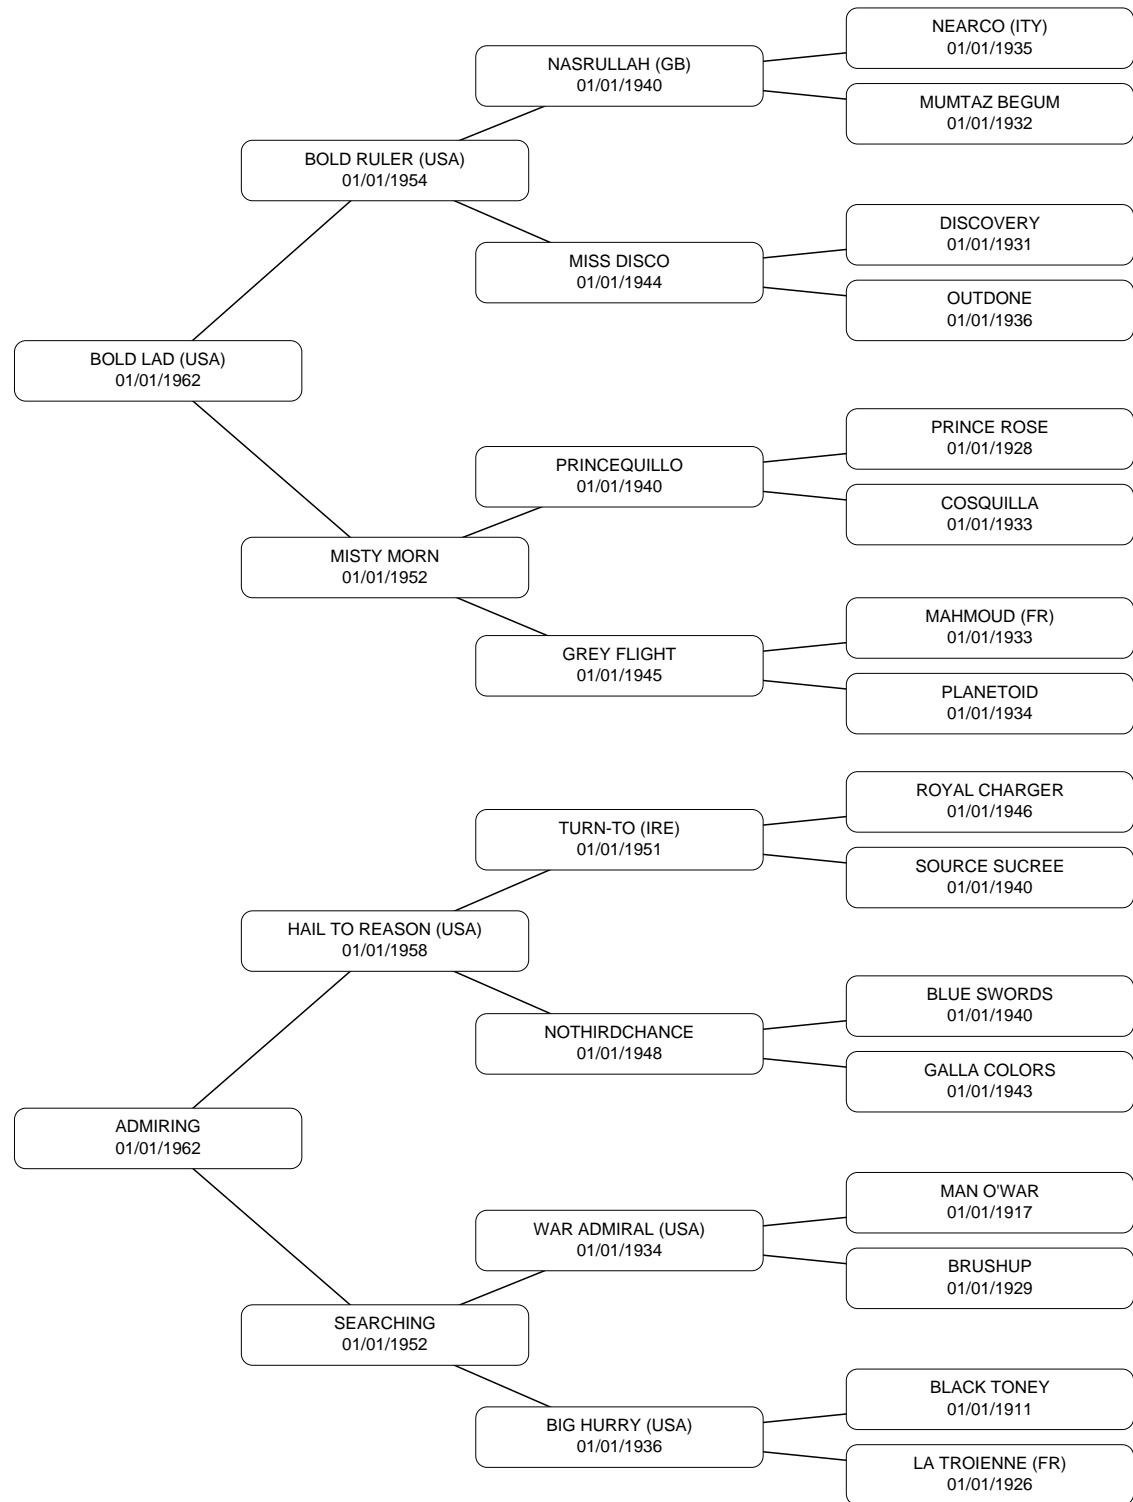 NEARCO (ITY)
01/01/1935
NASRULLAH (GB)
01/01/1940
MUMTAZ BEGUM
01/01/1932
BOLD RULER (USA)
01/01/1954
DISCOVERY
01/01/1931
MISS DISCO
01/01/1944
OUTDONE
01/01/1936
BOLD LAD (USA)
01/01/1962
PRINCE ROSE
01/01/1928
PRINCEQUILLO
01/01/1940
COSQUILLA
01/01/1933
MISTY MORN
01/01/1952
MAHMOUD (FR)
01/01/1933
GREY FLIGHT
01/01/1945
PLANETOID
01/01/1934
ROYAL CHARGER
01/01/1946
TURN-TO (IRE)
01/01/1951
SOURCE SUCREE
01/01/1940
HAIL TO REASON (USA)
01/01/1958
BLUE SWORDS
01/01/1940
NOTHIRDCHANCE
01/01/1948
GALLA COLORS
01/01/1943
ADMIRING
01/01/1962
MAN O'WAR
01/01/1917
WAR ADMIRAL (USA)
01/01/1934
BRUSHUP
01/01/1929
SEARCHING
01/01/1952
BLACK TONEY
01/01/1911
BIG HURRY (USA)
01/01/1936
LA TROIENNE (FR)
01/01/1926